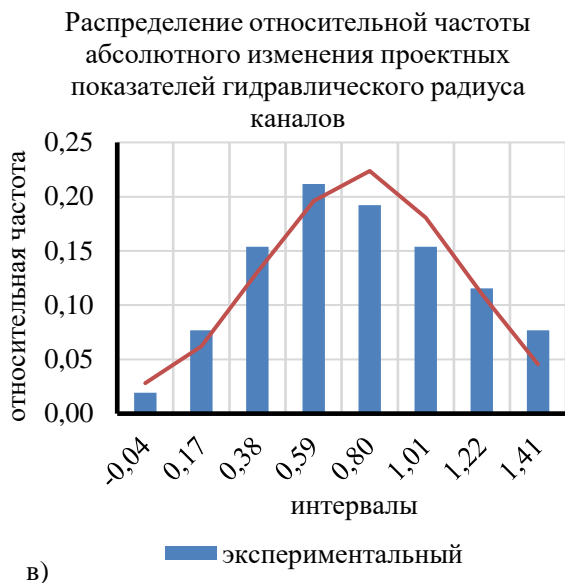 Распределение относительной частоты
абсолютного изменения проектных
показателей гидравлического радиуса
каналов
относительная частота
0,25
0,20
0,15
0,10
0,05
0,00
-0,04
0,17
0,38
0,59
0,80
1,01
1,22
1,41
интервалы
экспериментальный
в)